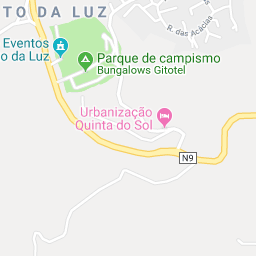 TO DA LUZ
R. das Acácias
Eventos
o da Luz
Parque de campismo
Bungalows Gitotel
Urbanização
Quinta do Sol
N9